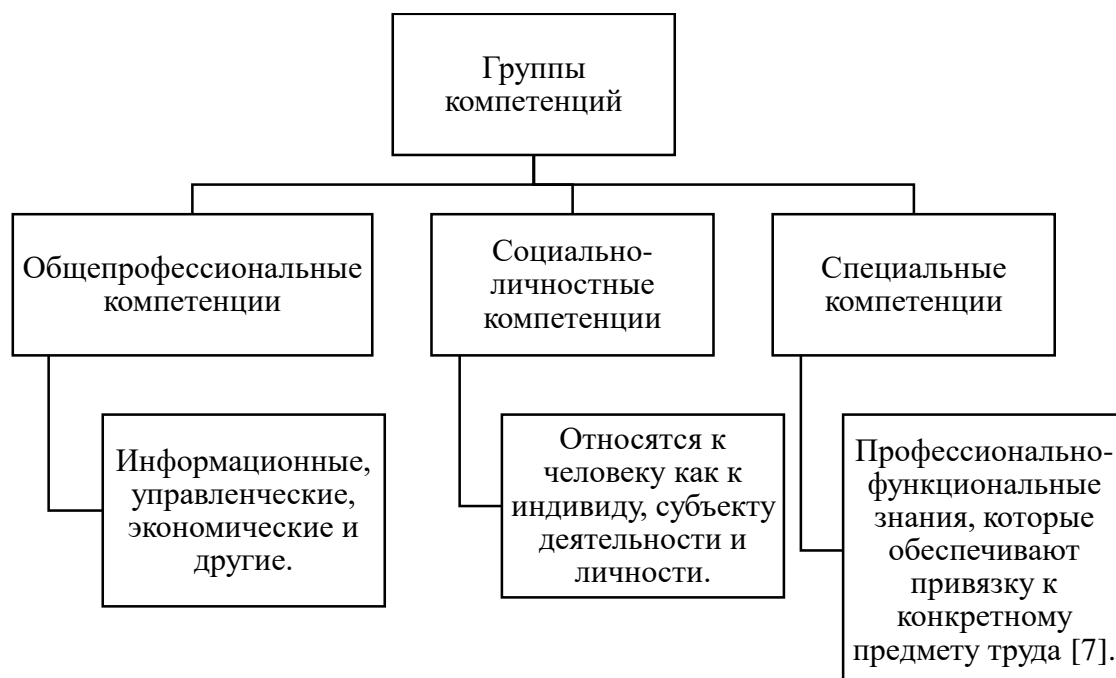 Группы
компетенций
Общепрофессиональные
компетенции
Социально-
личностные
компетенции
Специальные
компетенции
Информационные,
управленческие,
экономические и
другие.
Относятся к
человеку как к
индивиду, субъекту
деятельности и
личности.
Профессионально-
функциональные
знания, которые
обеспечивают
привязку к
конкретному
предмету труда [7].